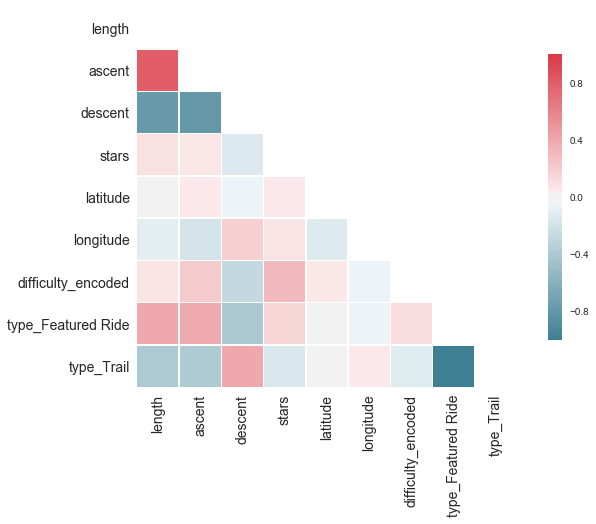 length
ascent
descent
stars
latitude
longitude
difficulty_encoded
type_Featured Ride
type_Trail
length
ascent
descent
stars
latitude
longitude
difficulty_encoded
type_Featured Ride
type_Trail
0.8
0.4
0.0
−0.4
−0.8